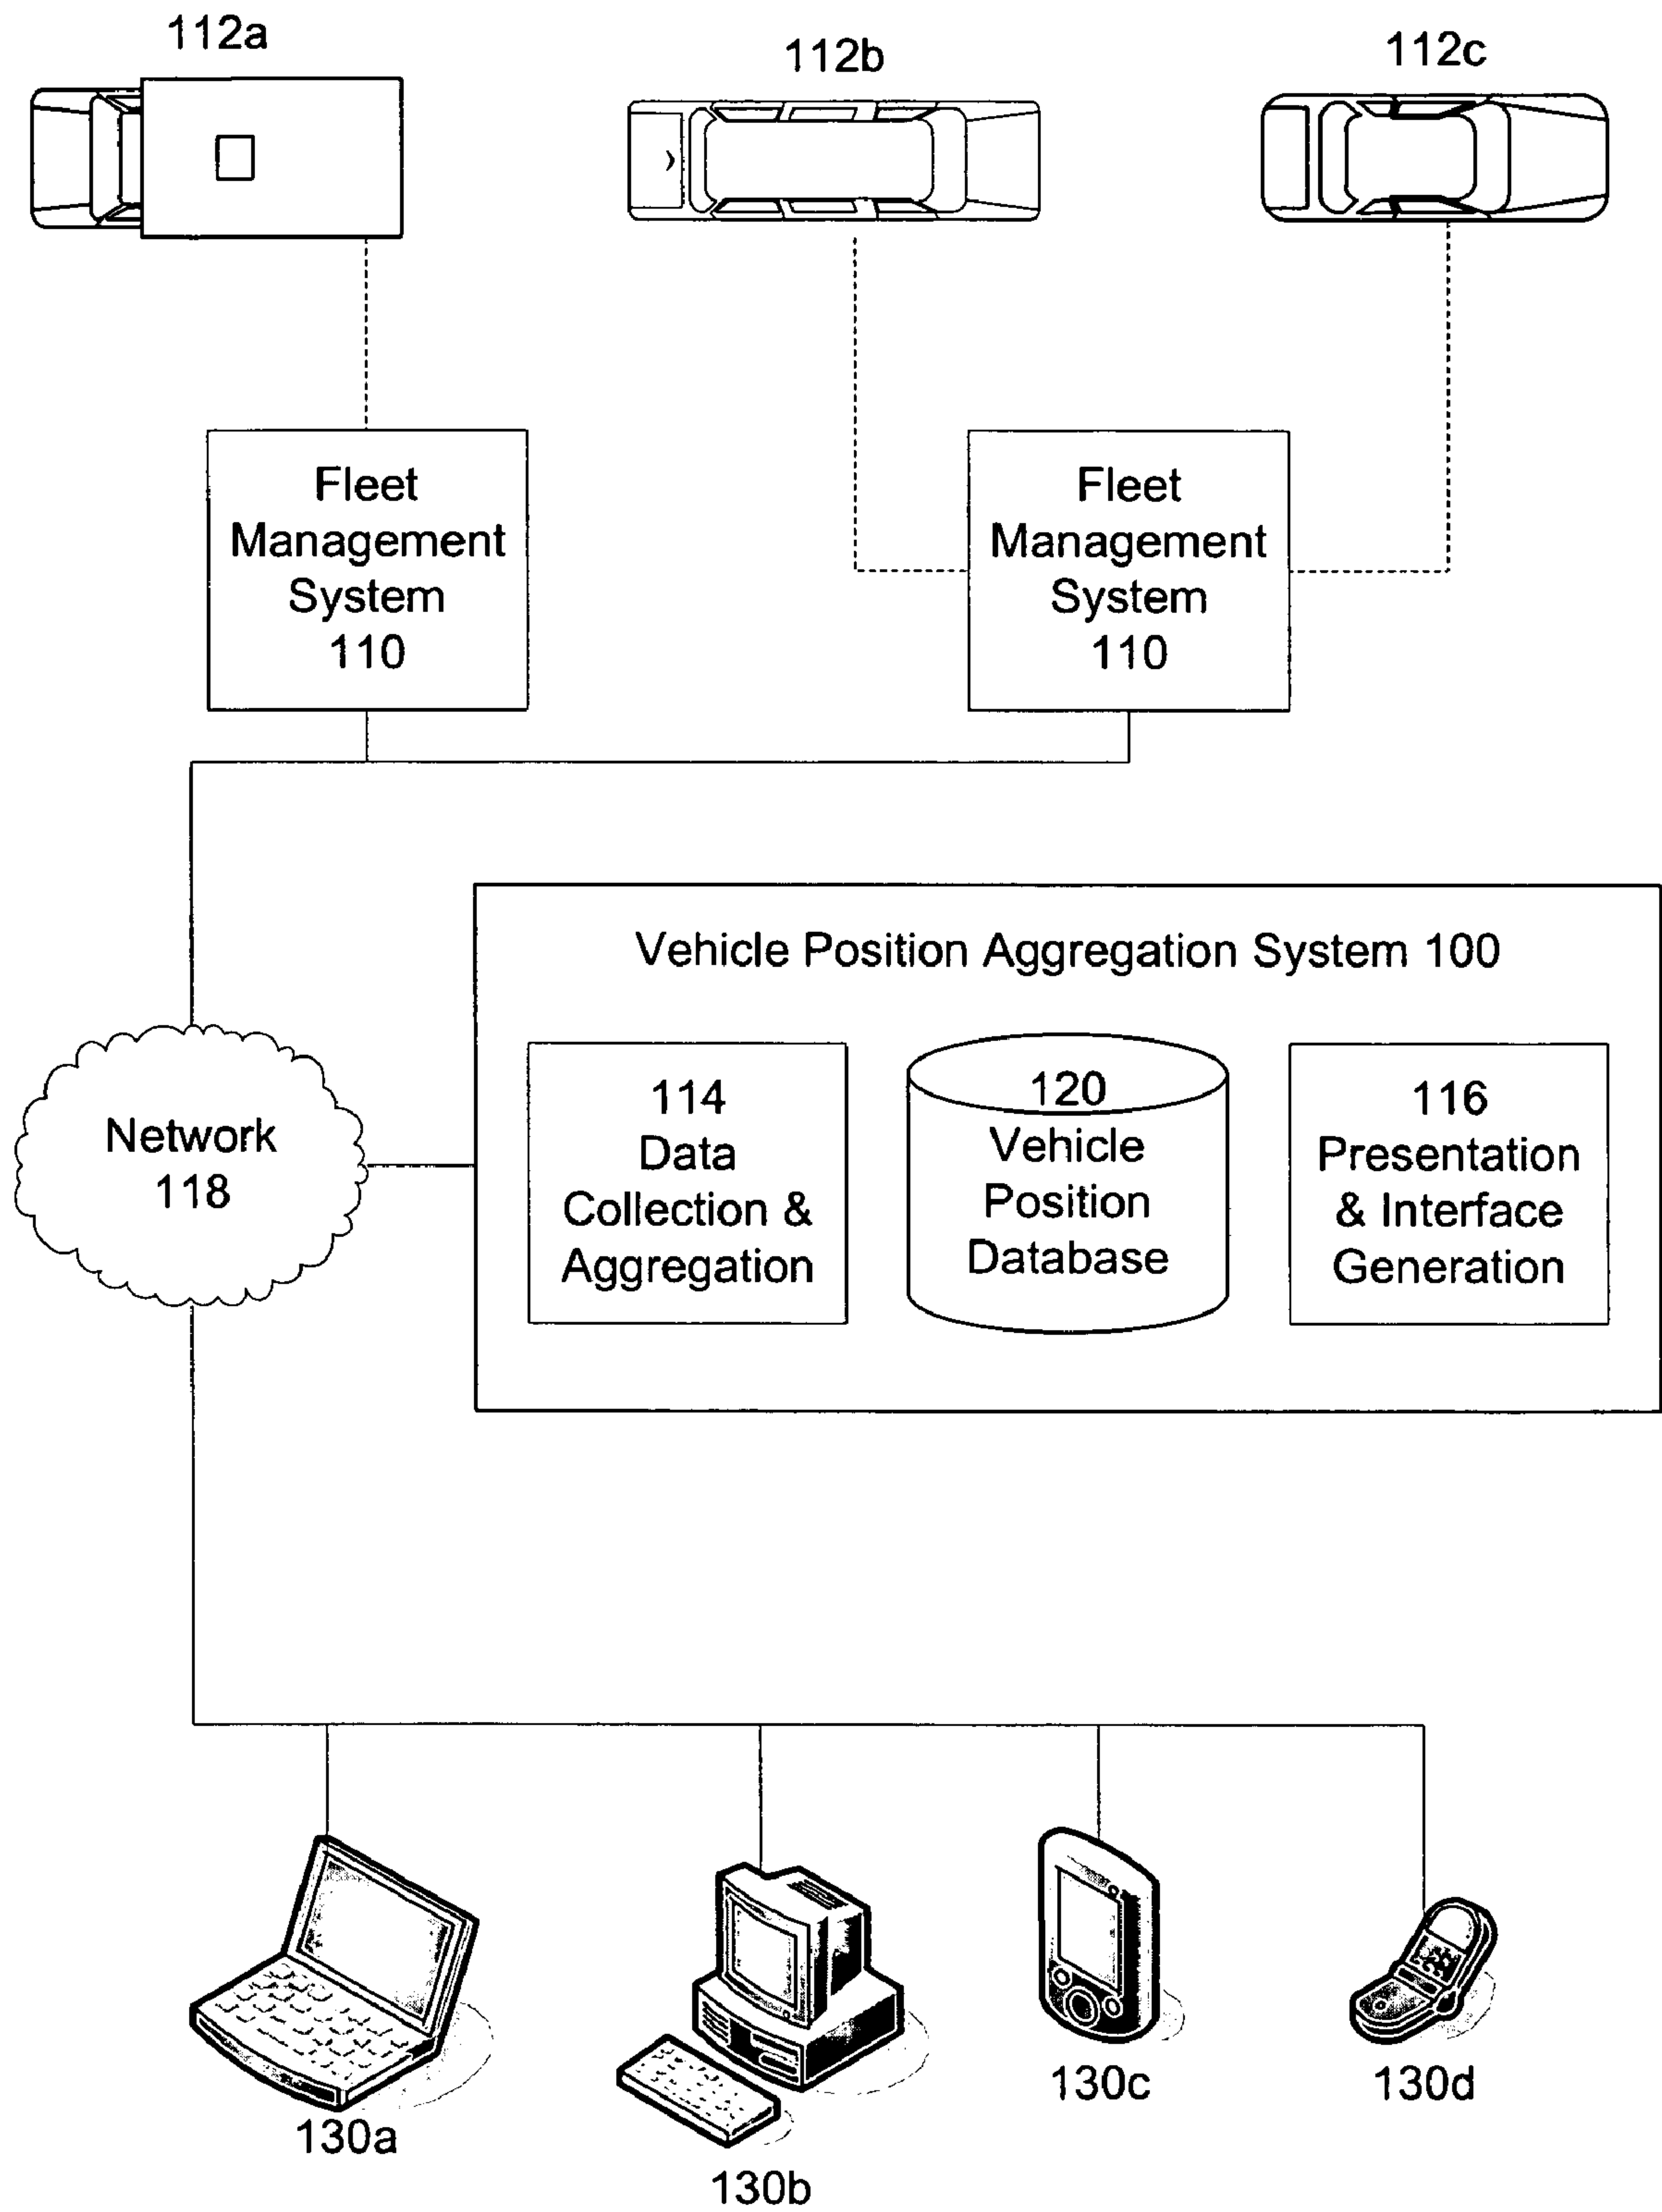 112a
112b
112c
Fleet
Management
System
110
Fleet
Management
System
110
Vehicle Position Aggregation System 100
Network
118
114
Data
Collection &
Aggregation
120
Vehicle
Position
Database
116
Presentation
& Interface
Generation
130a
130b
130c
130d